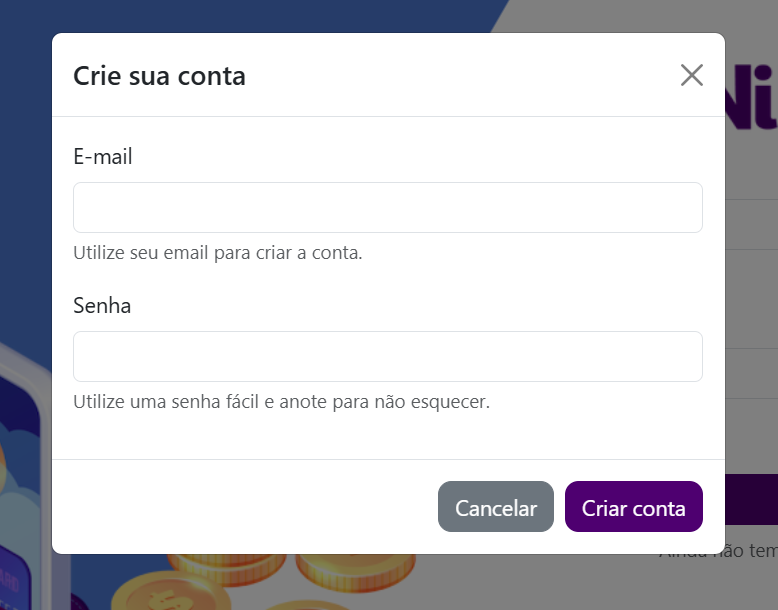 Crie sua conta
Ni
E-mail
Utilize seu email para criar a conta.
Senha
Utilize uma senha fácil e anote para não esquecer.
Cancelar
Criar conta
Ainda não tem